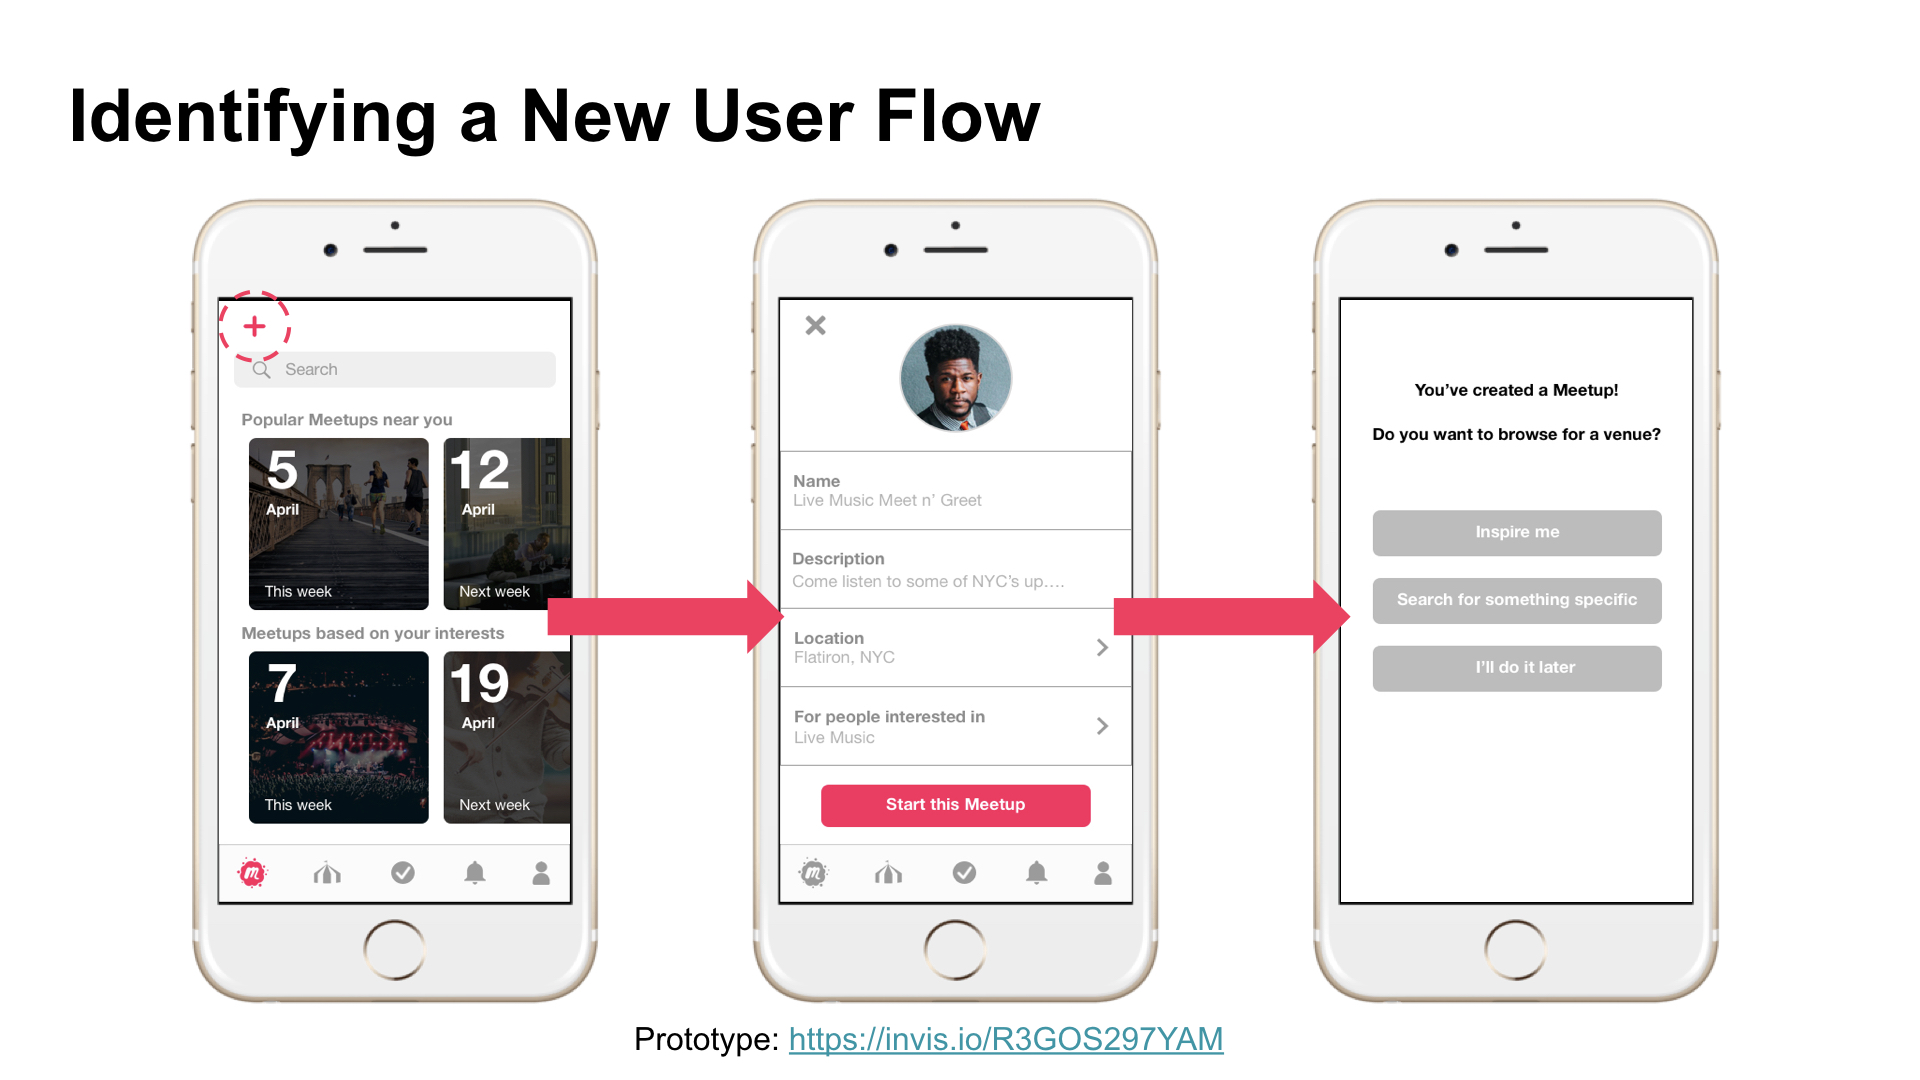 Identifying a New User Flow
Search
Popular Meetups near you
5
April
This week
12
April
Next week
Meetups based on your interests
7
April
This week
19
April
Next week
Name
Live Music Meet n’ Greet
Description
Come listen to some of NYC’s up....
Location
Flatiron, NYC
For people interested in
Live Music
Start this Meetup
You’ve created a Meetup!
Do you want to browse for a venue?
Inspire me
Search for something specific
I’ll do it later
Prototype: https://invis.io/R3GOS297YAM